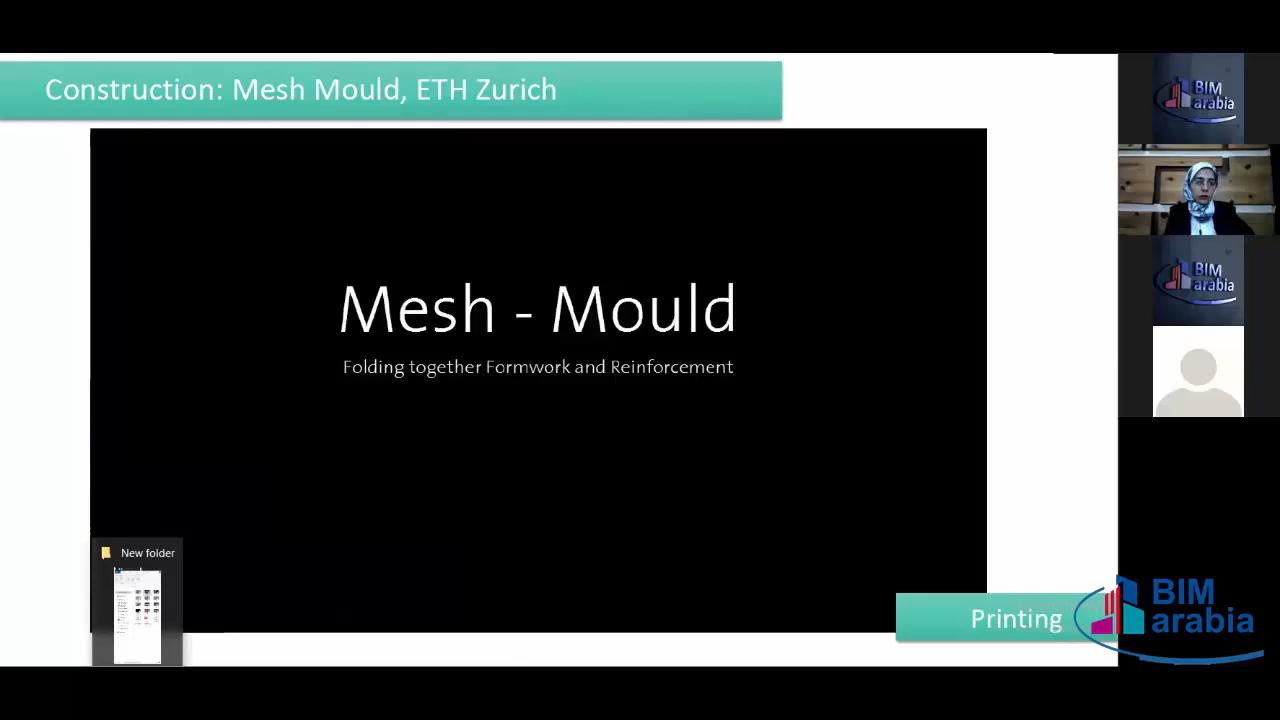 Construction: Mesh Mould, ETH Zurich
BIM
arabia
Mesh - Mould
Folding together Formwork and Reinforcement
BIM
arabia
New folder
Printing
BIM
arabia